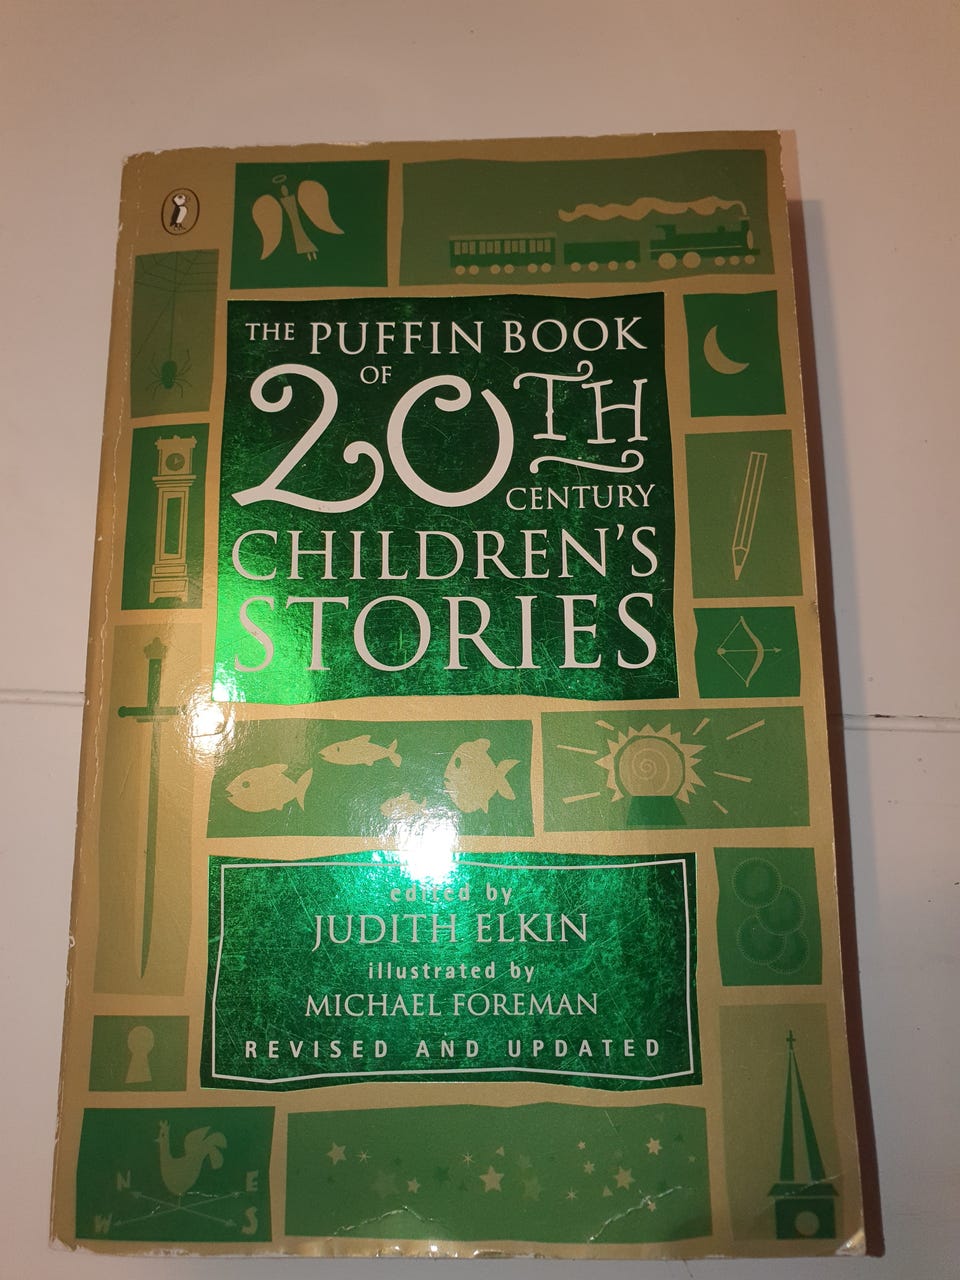 THE PUFFIN BOOK
OF
20TH
CENTURY
CHILDREN'S
STORIES
edited by
JUDITH ELKIN
illustrated by
MICHAEL FOREMAN
REVISED AND UPDATED
N E
W S